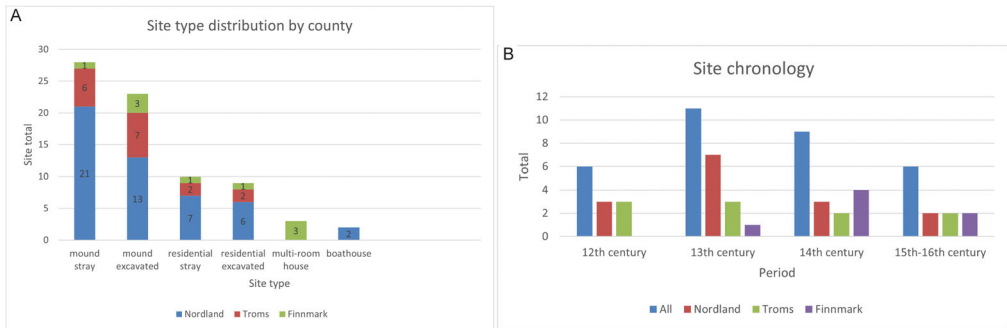 A
Site type distribution by county
30
25
20
15
10
5
0
Site total
1
6
21
3
7
13
1
2
7
1
2
6
3
2
mound
stray
mound
excavated
residential
stray
residential
excavated
multi-room
house
boathouse
Site type
Nordland Troms Finnmark
B
Site chronology
12
10
8
6
4
2
0
Total
12th century 13th century 14th century 15th-16th century
Period
All Nordland Troms Finnmark